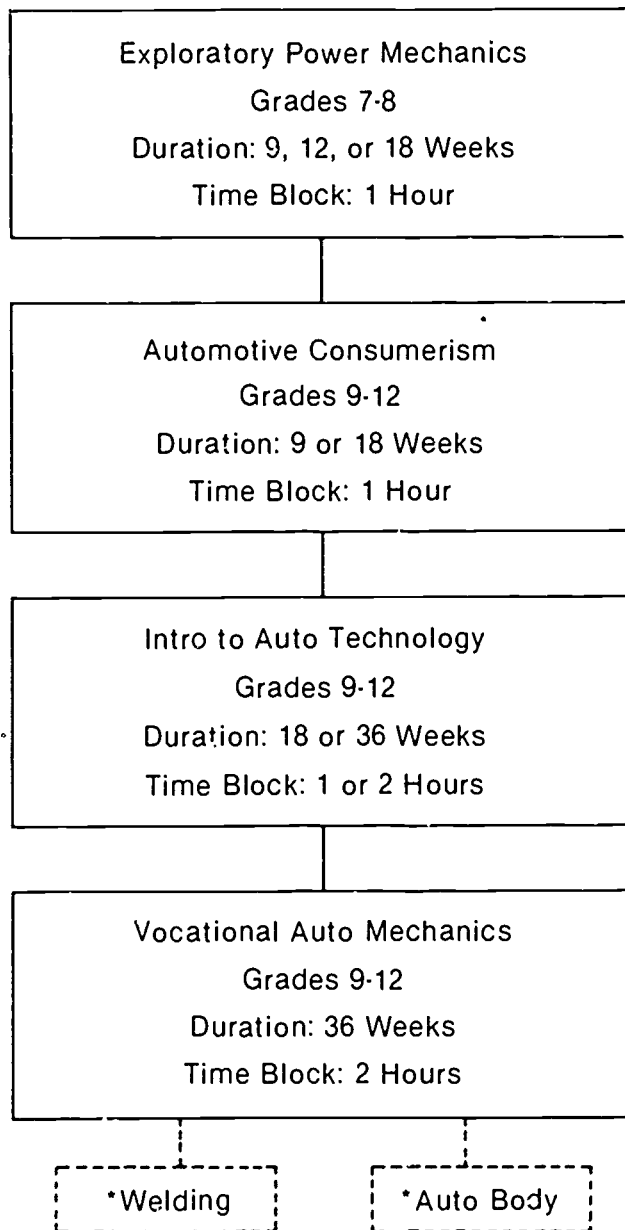 Exploratory Power Mechanics
Grades 7-8
Duration: 9, 12, or 18 Weeks
Time Block: 1 Hour
Automotive Consumerism
Grades 9-12
Duration: 9 or 18 Weeks
Time Block: 1 Hour
Intro to Auto Technology
Grades 9-12
Duration: 18 or 36 Weeks
Time Block: 1 or 2 Hours
Vocational Auto Mechanics
Grades 9-12
Duration: 36 Weeks
Time Block: 2 Hours
*Welding
*Auto Body